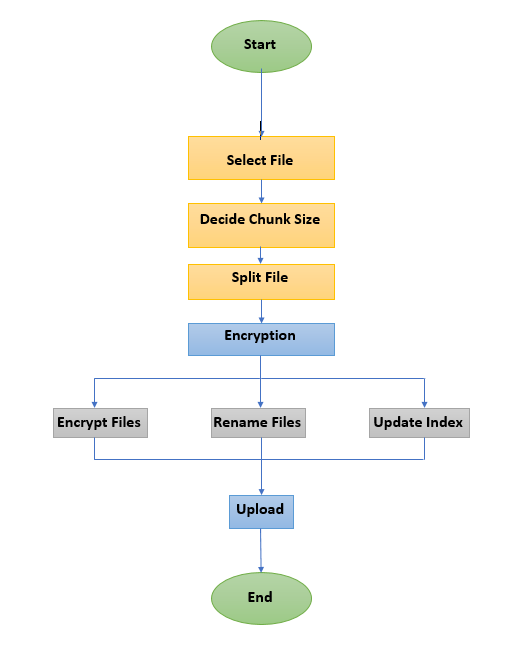 Start
Select File
Decide Chunk Size
Split File
Encryption
Encrypt Files
Rename Files
Update Index
Upload
End